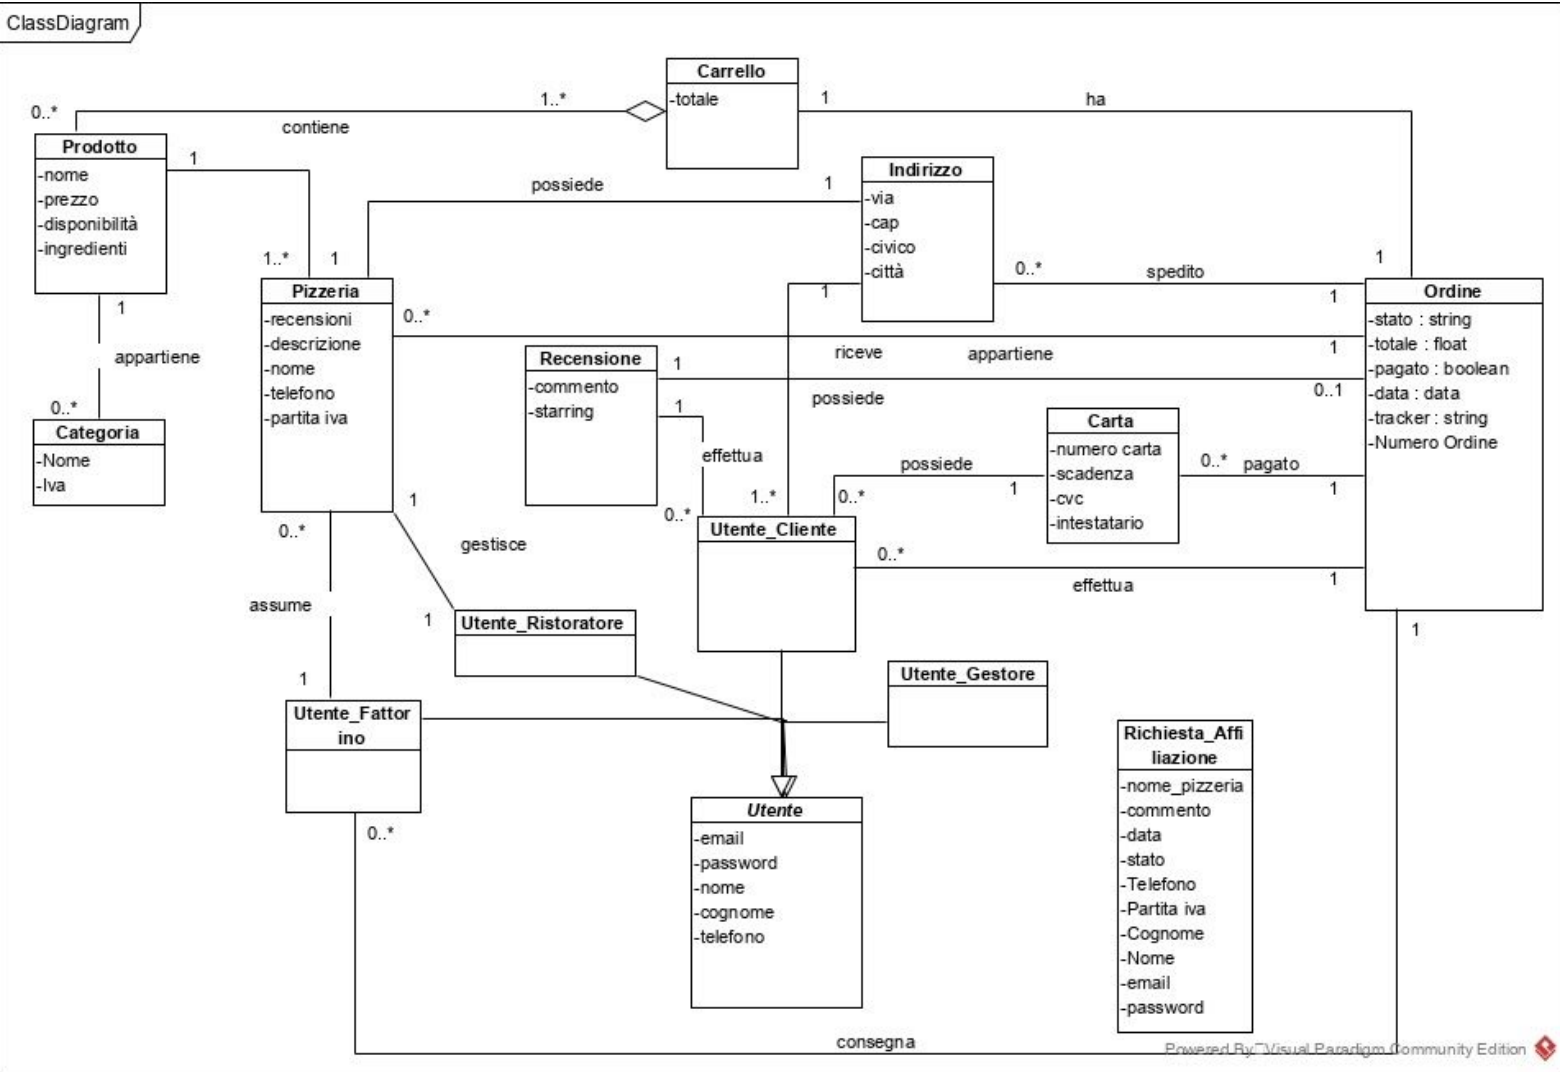 ClassDiagram
Carrello
-totale
1
ha
1..*
0..*
contiene
Prodotto
-nome
-prezzo
-disponibilità
-ingredienti
1
possiede
1
Indirizzo
-via
-cap
-civico
-città
1..*
1
0..*
spedito
1
1
1
Pizzeria
-recensioni
-descrizione
-nome
-telefono
-partita iva
0..*
riceve
appartiene
1
Ordine
-stato : string
-totale : float
-pagato : boolean
-data : data
-tracker : string
-Numero Ordine
1
appartiene
0..*
Categoria
-Nome
-Iva
Recensione
-commento
-starring
1
possiede
0..1
1
effettua
0..*
1..*
0..*
possiede
1
Carta
-numero carta
-scadenza
-cvc
-intestatario
0..*
pagato
1
Utente_Cliente
0..*
effettua
1
0..*
assume
1
1
gestisce
1
Utente_Ristoratore
Utente_Gestore
Utente_Fattor
ino
0..*
Utente
-email
-password
-nome
-cognome
-telefono
Richiesta_Affi
liazione
-nome_pizzeria
-commento
-data
-stato
-Telefono
-Partita iva
-Cognome
-Nome
-email
-password
1
consegna
Powered By Visual Paradigm Community Edition